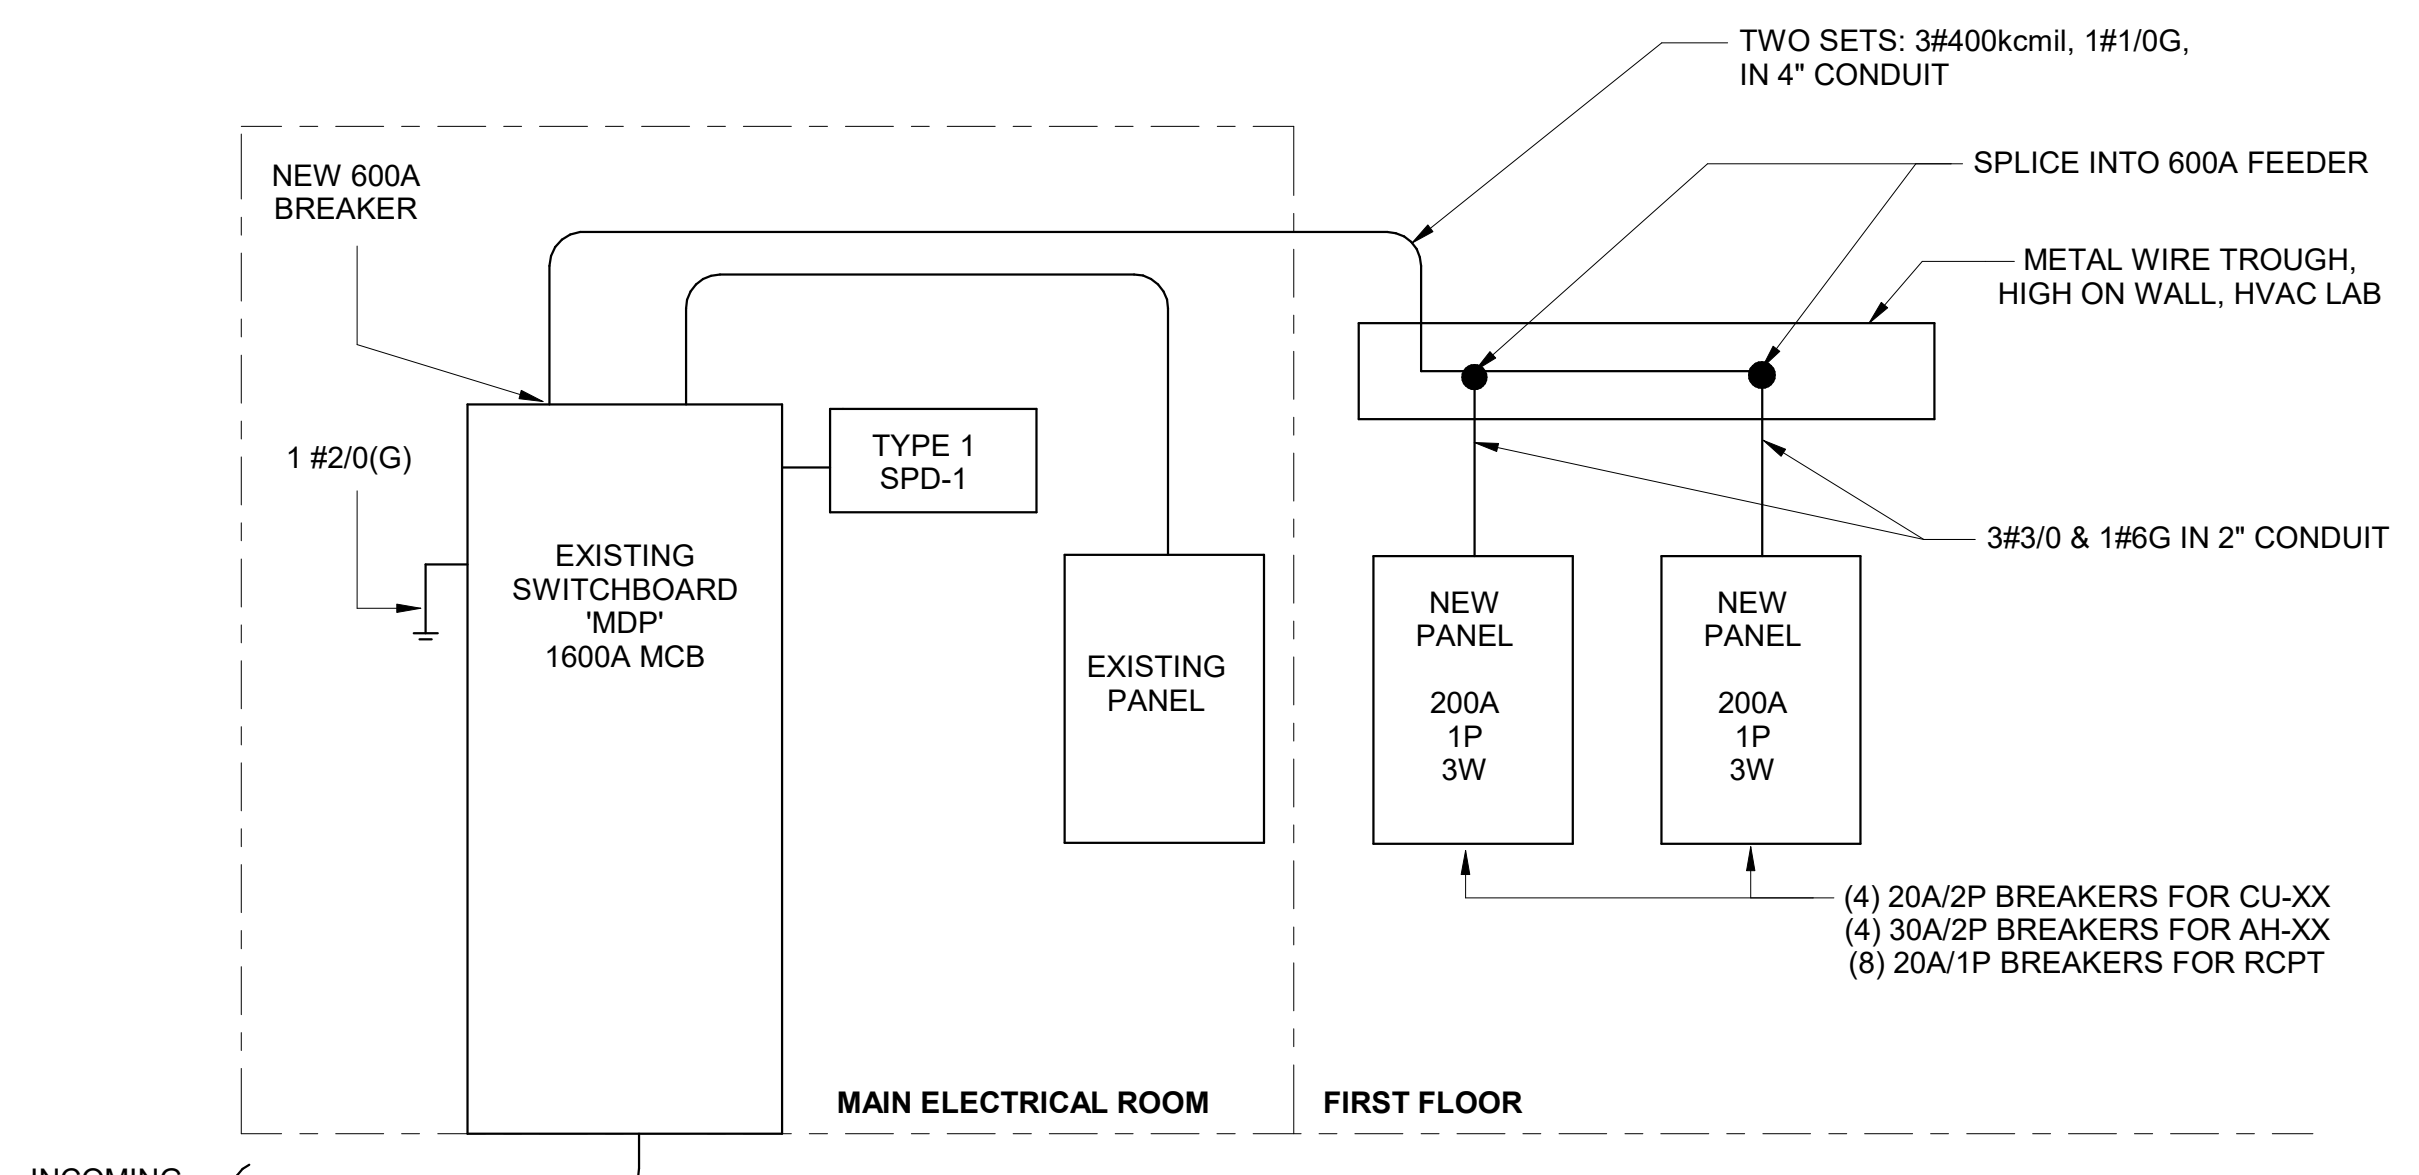 TWO SETS: 3#400kcmil, 1#1/0G,
IN 4" CONDUIT
NEW 600A
BREAKER
SPLICE INTO 600A FEEDER
METAL WIRE TROUGH,
HIGH ON WALL, HVAC LAB
1 #2/0(G)
TYPE 1
SPD-1
EXISTING
SWITCHBOARD
'MDP'
1600A MCB
EXISTING
PANEL
3#3/0 & 1#6G IN 2" CONDUIT
NEW
PANEL
200A
1P
3W
NEW
PANEL
200A
1P
3W
(4) 20A/2P BREAKERS FOR CU-XX
(4) 30A/2P BREAKERS FOR AH-XX
(8) 20A/1P BREAKERS FOR RCPT
MAIN ELECTRICAL ROOM
FIRST FLOOR
INCOMING